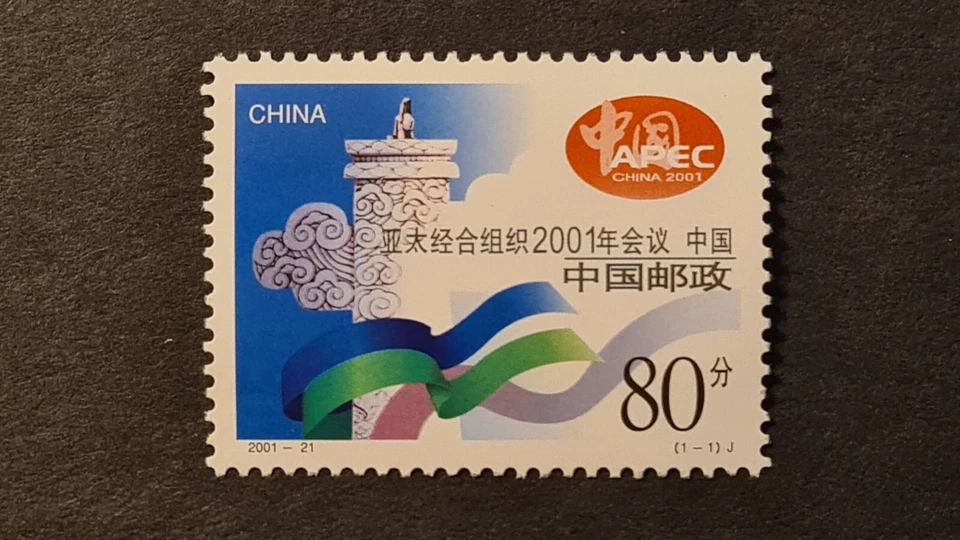 CHINA
中国
APEC
CHINA 2001
亚太经合组织2001年会议 中国
中国邮政
80分
2001－21
(1－1) J